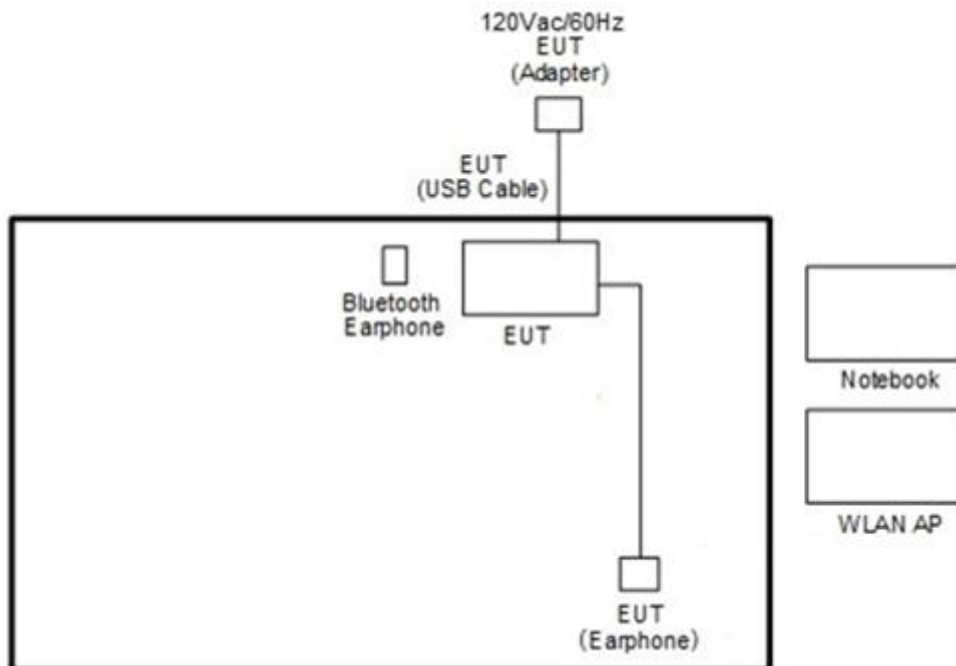 120Vac/60Hz
EUT
(Adapter)
EUT
(USB Cable)
Bluetooth
Earphone
EUT
Notebook
WLAN AP
EUT
(Earphone)